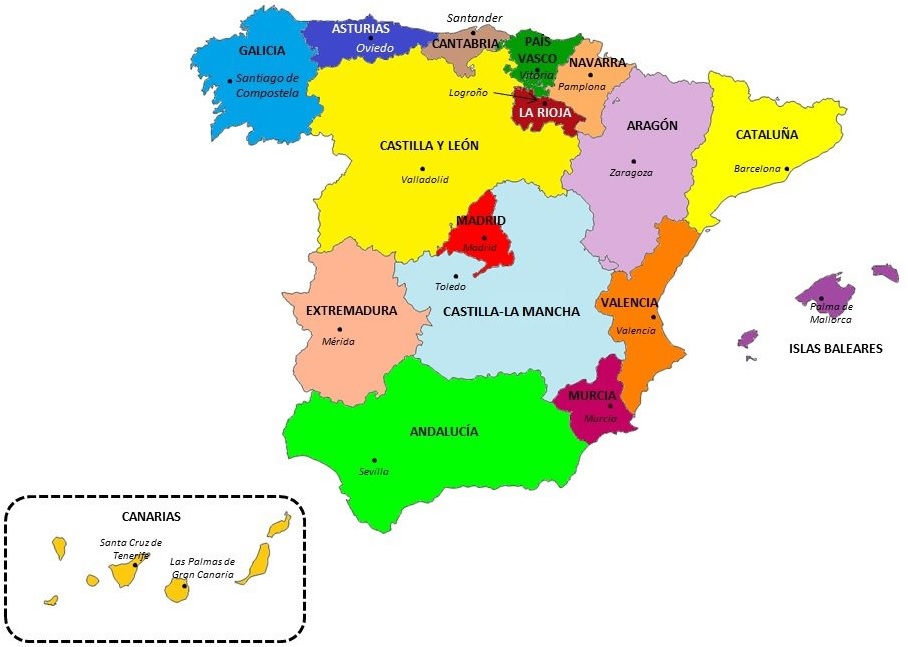 Santander
ASTURIAS
Oviedo
CANTABRIA
PAÍS
VASCO
Vitoria
GALICIA
Santiago de
Compostela
NAVARRA
Pamplona
Logroño
LA RIOJA
ARAGÓN
Zaragoza
CATALUÑA
Barcelona
CASTILLA Y LEÓN
Valladolid
MADRID
Madrid
Toledo
CASTILLA-LA MANCHA
EXTREMADURA
Mérida
VALENCIA
Valencia
Palma de
Mallorca
ISLAS BALEARES
MURCIA
Murcia
ANDALUCÍA
Sevilla
CANARIAS
Santa Cruz de
Tenerife
Las Palmas de
Gran Canaria